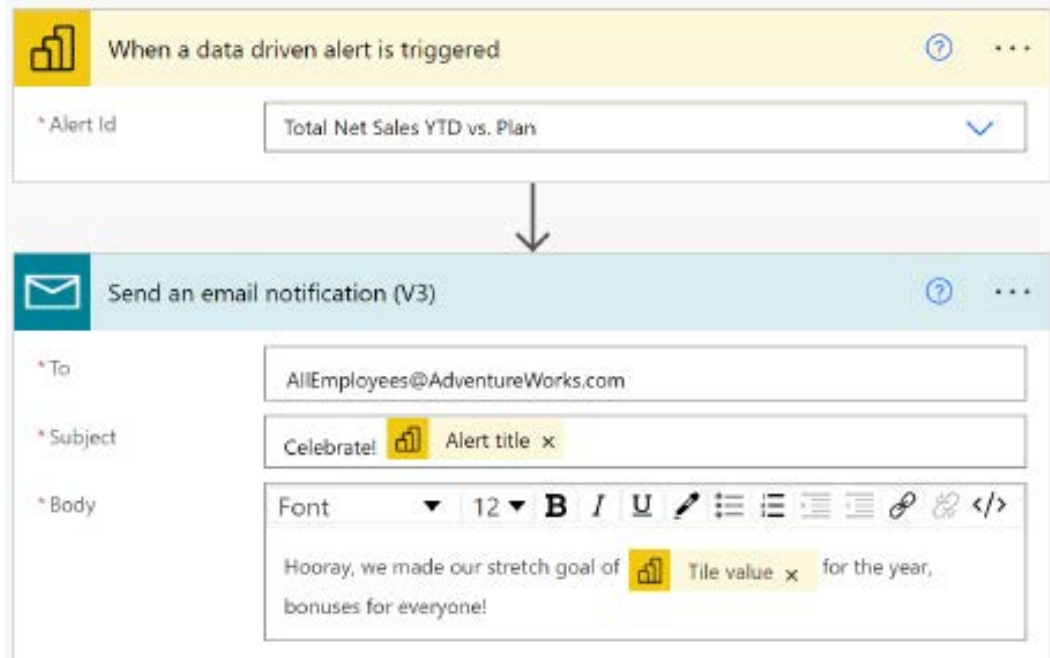 When a data driven alert is triggered
* Alert Id
Total Net Sales YTD vs. Plan
Send an email notification (V3)
* To
AllEmployees@AdventureWorks.com
* Subject
Celebrate! Alert title ×
* Body
Font 12 B I U </>
Hooray, we made our stretch goal of Tile value × for the year,
bonuses for everyone!